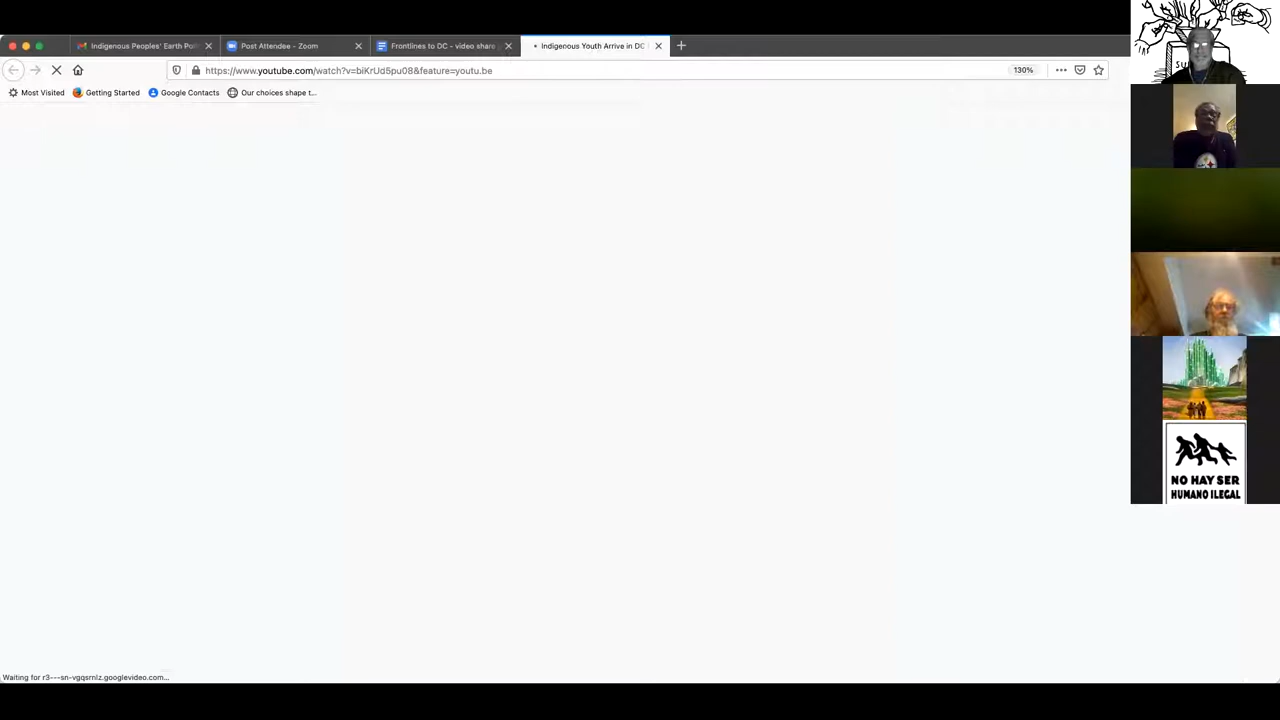 Indigenous Peoples' Earth Pol
Post Attendee - Zoom
Frontlines to DC - video share
Indigenous Youth Arrive in DC
https://www.youtube.com/watch?v=biKrUd5pu08&feature=youtu.be
130%
Most Visited
Getting Started
Google Contacts
Our choices shape t...
NO HAY SER
HUMANO ILEGAL
Waiting for r3---sn-vgqsrnlz.googlevideo.com...